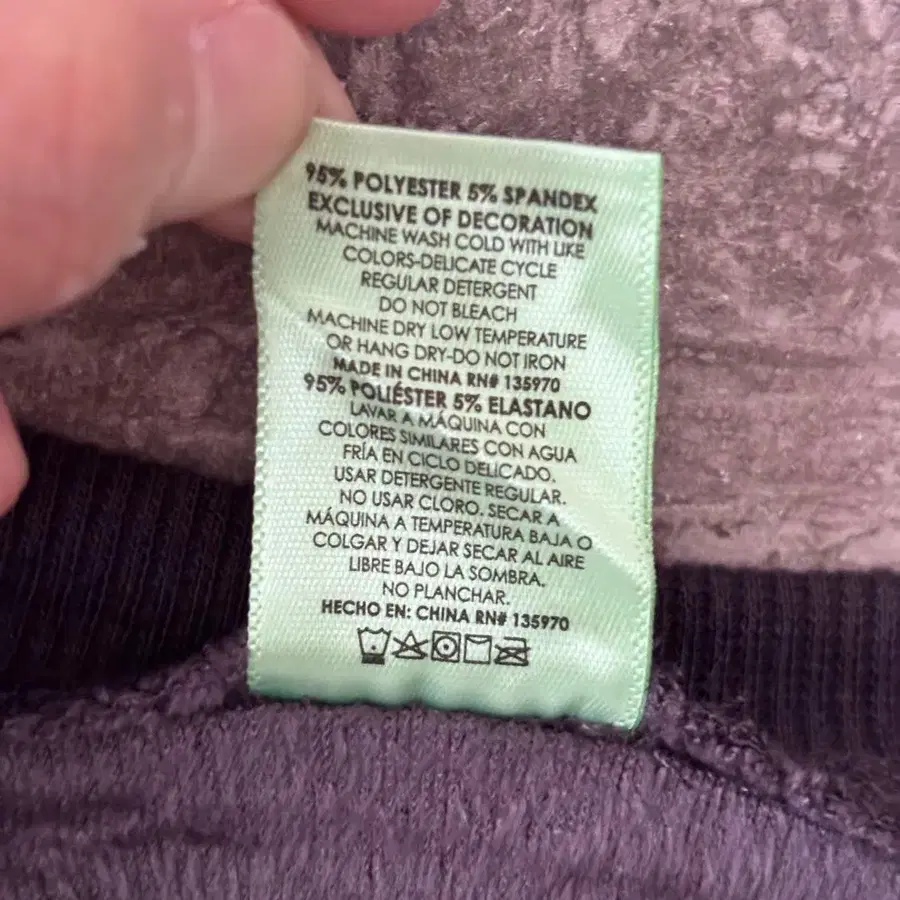 95% POLYESTER 5% SPANDEX
EXCLUSIVE OF DECORATION
MACHINE WASH COLD WITH LIKE
COLORS-DELICATE CYCLE
REGULAR DETERGENT
DO NOT BLEACH
MACHINE DRY LOW TEMPERATURE
OR HANG DRY-DO NOT IRON
MADE IN CHINA RN# 135970
95% POLIÉSTER 5% ELASTANO
LAVAR A MÁQUINA CON
COLORES SIMILARES CON AGUA
FRÍA EN CICLO DELICADO.
USAR DETERGENTE REGULAR.
NO USAR CLORO. SECAR A
MÁQUINA A TEMPERATURA BAJA O
COLGAR Y DEJAR SECAR AL AIRE
LIBRE BAJO LA SOMBRA.
NO PLANCHAR.
HECHO EN: CHINA RN# 135970